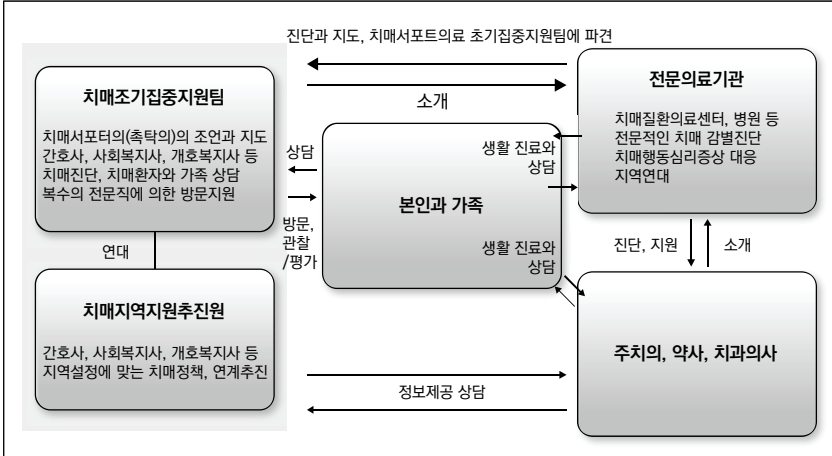 진단과 지도, 치매서포트의료 초기집중지원팀에 파견
소개
치매조기집중지원팀
치매서포터의(촉탁의)의 조언과 지도
간호사, 사회복지사, 개호복지사 등
치매진단, 치매환자와 가족 상담
복수의 전문직에 의한 방문지원
상담
방문,
관찰
/평가
본인과 가족
생활 진료와
상담
생활 진료와
상담
전문의료기관
치매질환의료센터, 병원 등
전문적인 치매 감별진단
치매행동심리증상 대응
지역연대
연대
진단, 지원
소개
치매지역지원추진원
간호사, 사회복지사, 개호복지사 등
지역설정에 맞는 치매정책, 연계추진
정보제공 상담
주치의, 약사, 치과의사